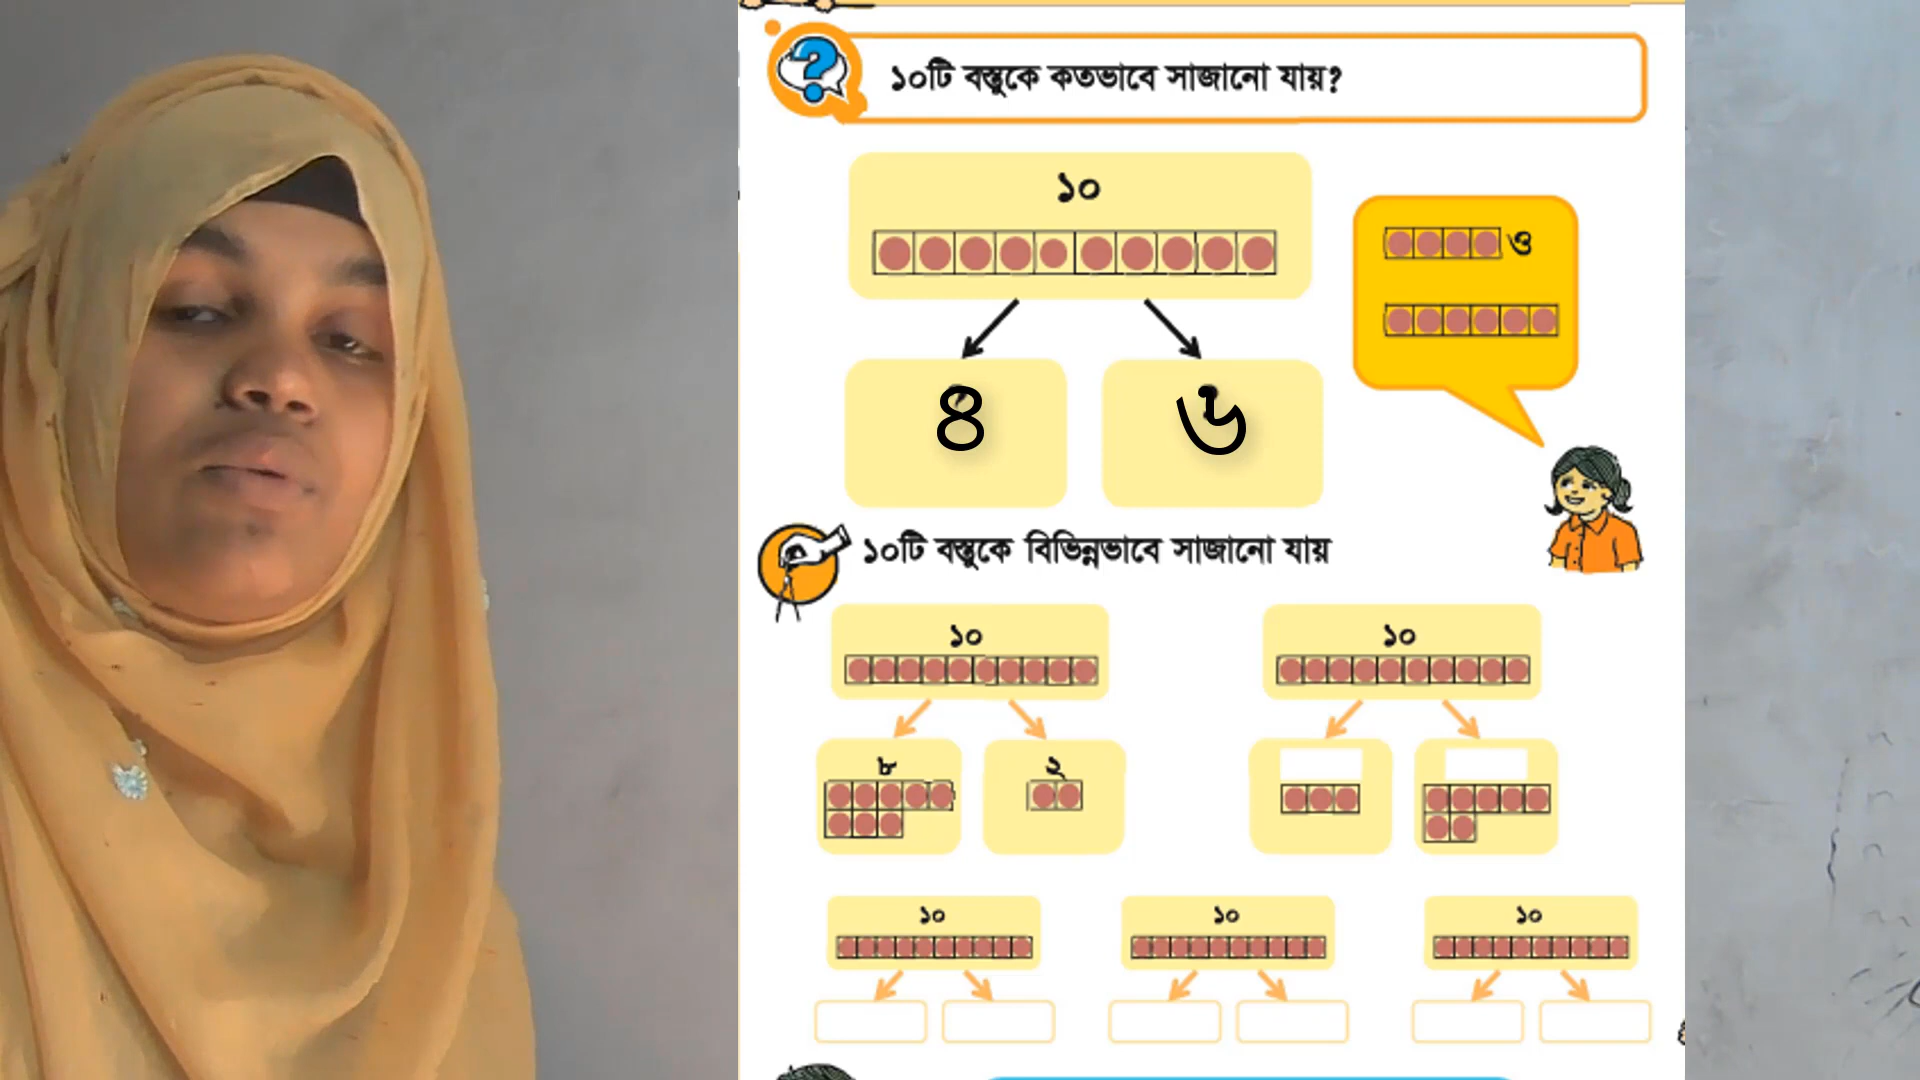 ১০টি বস্তুকে কতভাবে সাজানো যায়?
১০
ও
৪ ৬
১০টি বস্তুকে বিভিন্নভাবে সাজানো যায়
১০ ১০
৮ ২
১০ ১০ ১০